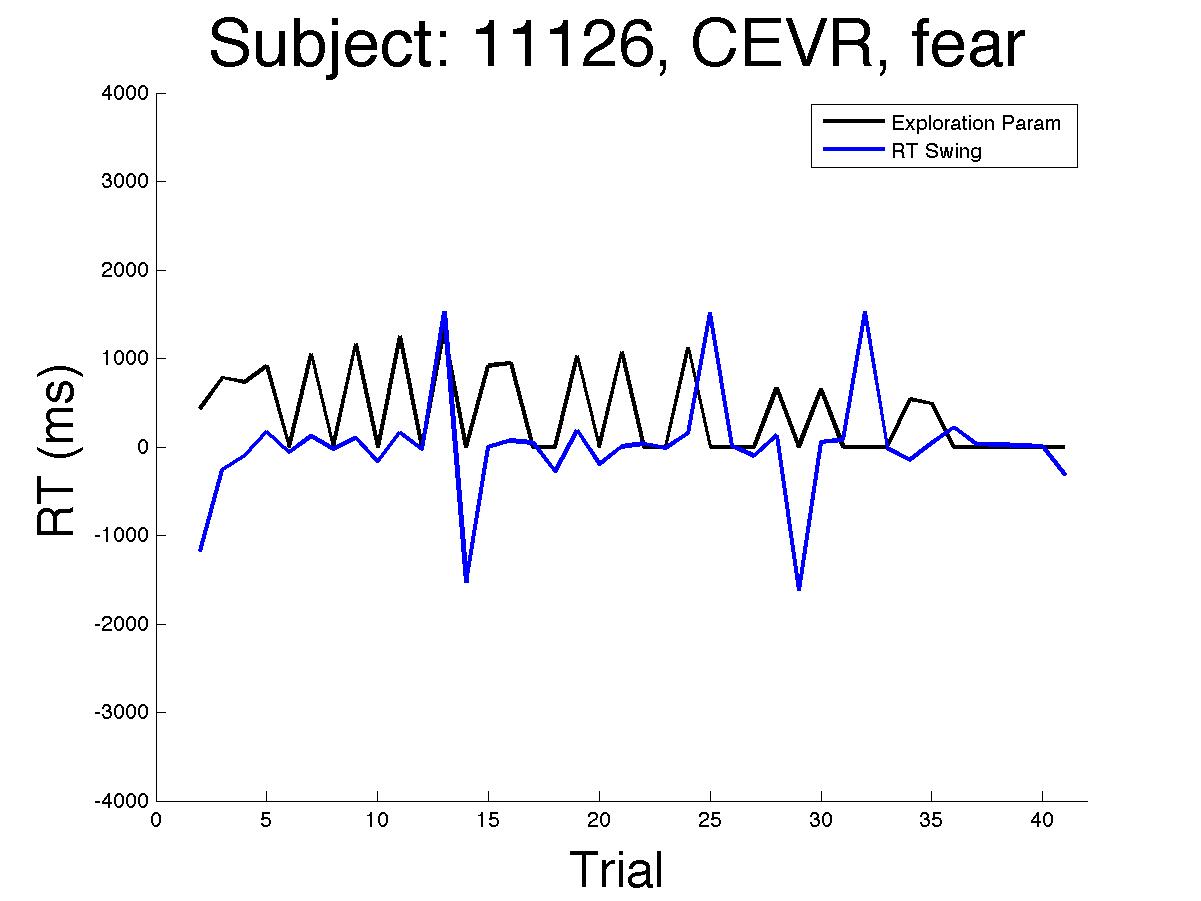 Subject: 11126, CEVR, fear
4000
3000
2000
1000
0
-1000
-2000
-3000
-4000
RT (ms)
Exploration Param
RT Swing
0 5 10 15 20 25 30 35 40
Trial